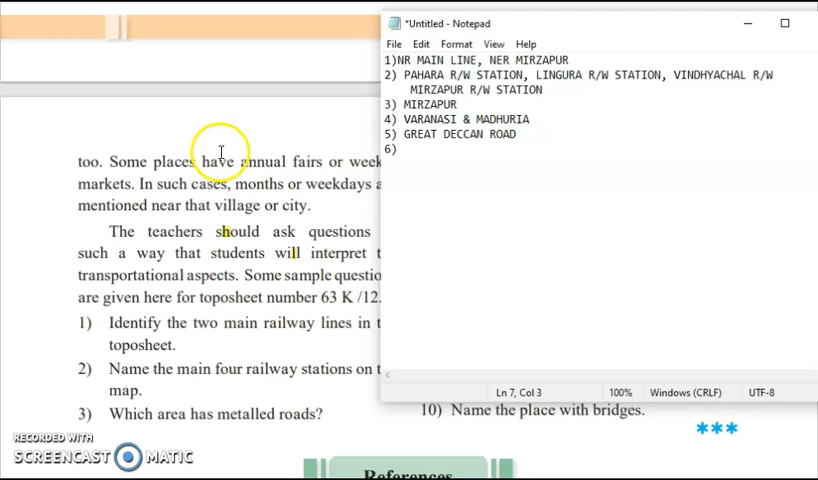 *Untitled - Notepad
File Edit Format View Help
1)NR MAIN LINE, NER MIRZAPUR
2) PAHARA R/W STATION, LINGURA R/W STATION, VINDHYACHAL R/W
MIRZAPUR R/W STATION
3) MIRZAPUR
4) VARANASI & MADHURIA
5) GREAT DECCAN ROAD
6)
Ln 7, Col 3 100% Windows (CRLF) UTF-8
too. Some places have annual fairs or week
markets. In such cases, months or weekdays a
mentioned near that village or city.
The teachers should ask questions
such a way that students will interpret t
transportational aspects. Some sample questio
are given here for toposheet number 63 K /12.
1) Identify the two main railway lines in t
toposheet.
2) Name the main four railway stations on t
map.
3) Which area has metalled roads?
10) Name the place with bridges.
***
RECORDED WITH
SCREENCAST MATIC
References